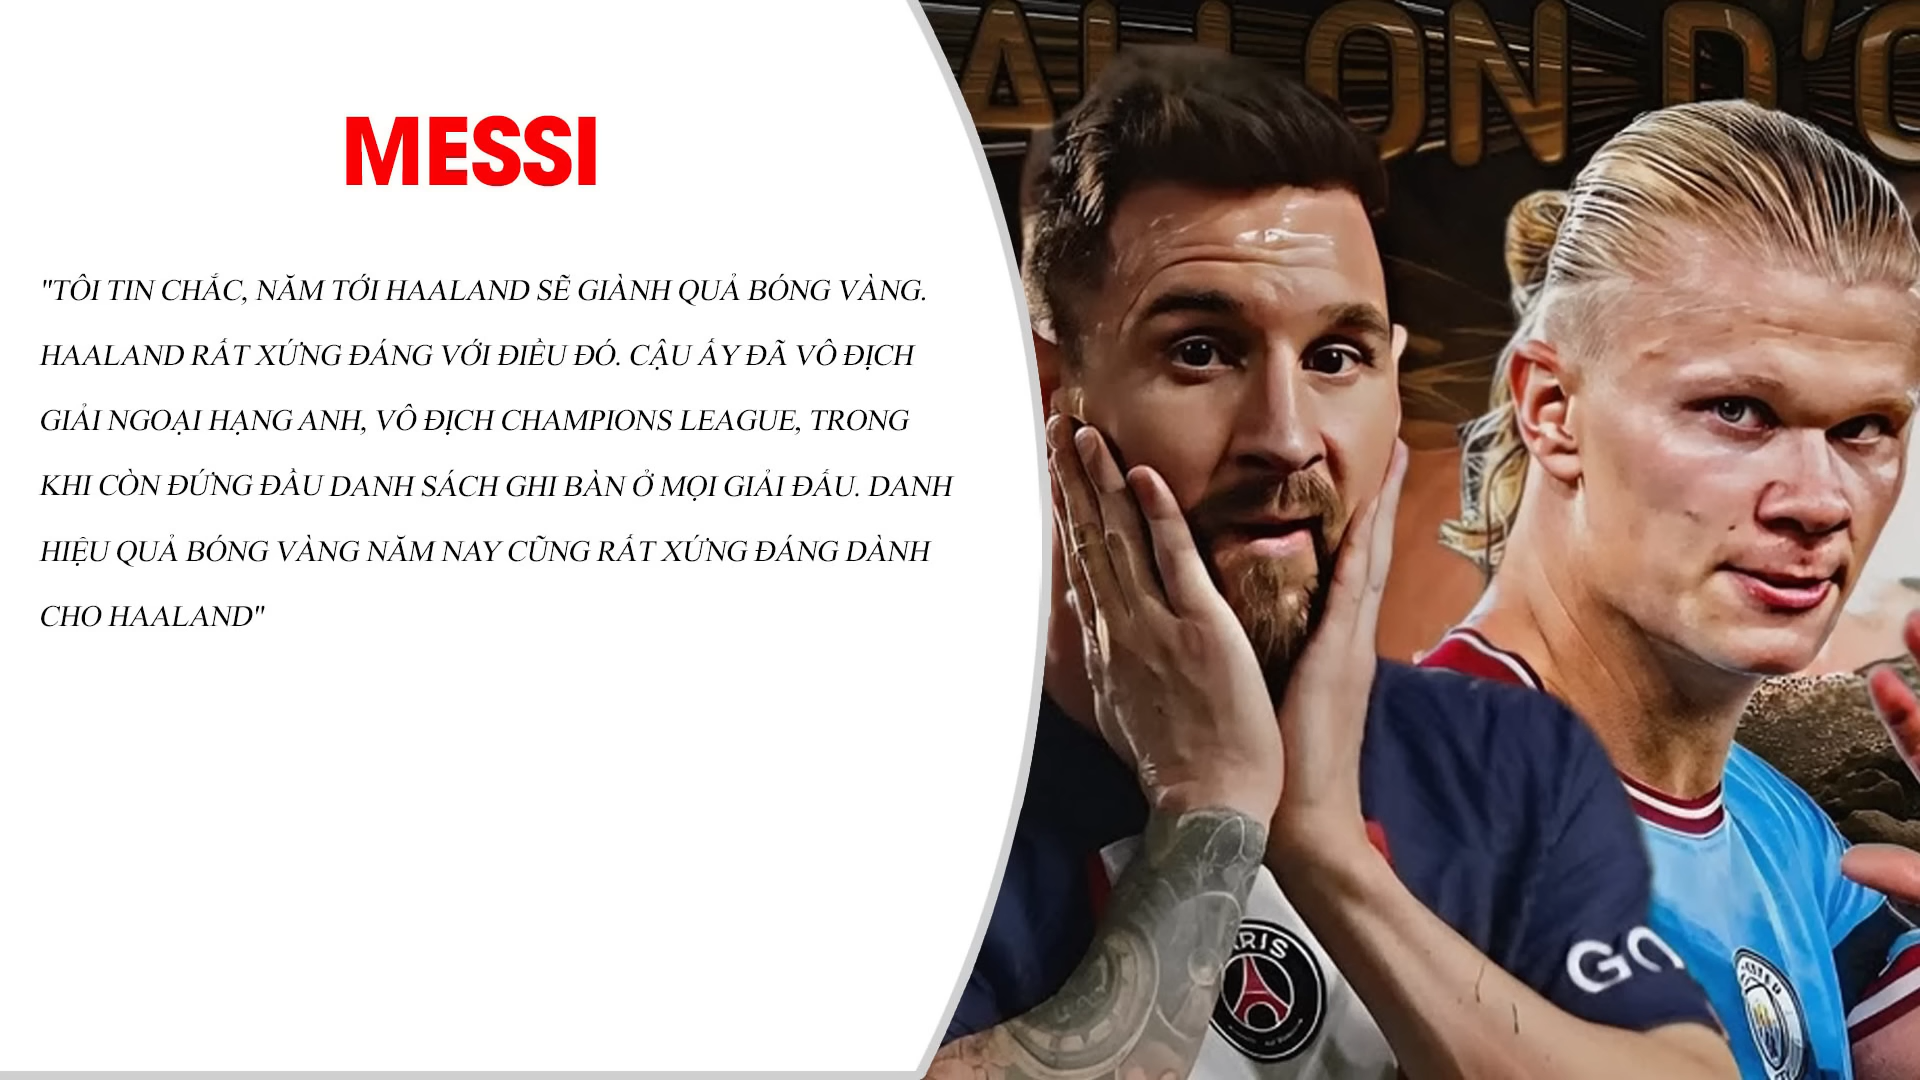 MESSI
"TÔI TIN CHẮC, NĂM TỚI HAALAND SẼ GIÀNH QUẢ BÓNG VÀNG.
HAALAND RẤT XỨNG ĐÁNG VỚI ĐIỀU ĐÓ. CẬU ẤY ĐÃ VÔ ĐỊCH
GIẢI NGOẠI HẠNG ANH, VÔ ĐỊCH CHAMPIONS LEAGUE, TRONG
KHI CÒN ĐỨNG ĐẦU DANH SÁCH GHI BÀN Ở MỌI GIẢI ĐẤU. DANH
HIỆU QUẢ BÓNG VÀNG NĂM NAY CŨNG RẤT XỨNG ĐÁNG DÀNH
CHO HAALAND"
ALLON D'O
ARIS
GO